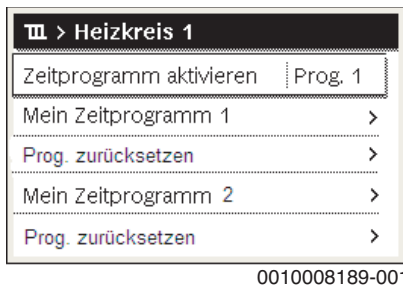 > Heizkreis 1
Zeitprogramm aktivieren Prog. 1
Mein Zeitprogramm 1 >
Prog. zurücksetzen >
Mein Zeitprogramm 2 >
Prog. zurücksetzen >
0010008189-001